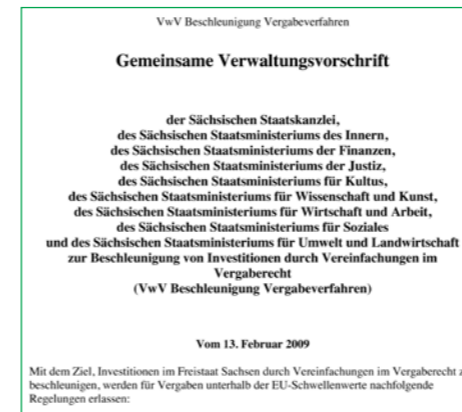 VwV Beschleunigung Vergabeverfahren
Gemeinsame Verwaltungsvorschrift
der Sächsischen Staatskanzlei,
des Sächsischen Staatsministeriums des Innern,
des Sächsischen Staatsministeriums der Finanzen,
des Sächsischen Staatsministeriums der Justiz,
des Sächsischen Staatsministeriums für Kultus,
des Sächsischen Staatsministeriums für Wissenschaft und Kunst,
des Sächsischen Staatsministeriums für Wirtschaft und Arbeit,
des Sächsischen Staatsministeriums für Soziales
und des Sächsischen Staatsministeriums für Umwelt und Landwirtschaft
zur Beschleunigung von Investitionen durch Vereinfachungen im
Vergaberecht
(VwV Beschleunigung Vergabeverfahren)
Vom 13. Februar 2009
Mit dem Ziel, Investitionen im Freistaat Sachsen durch Vereinfachungen im Vergaberecht z
beschleunigen, werden für Vergaben unterhalb der EU-Schwellenwerte nachfolgende
Regelungen erlassen: